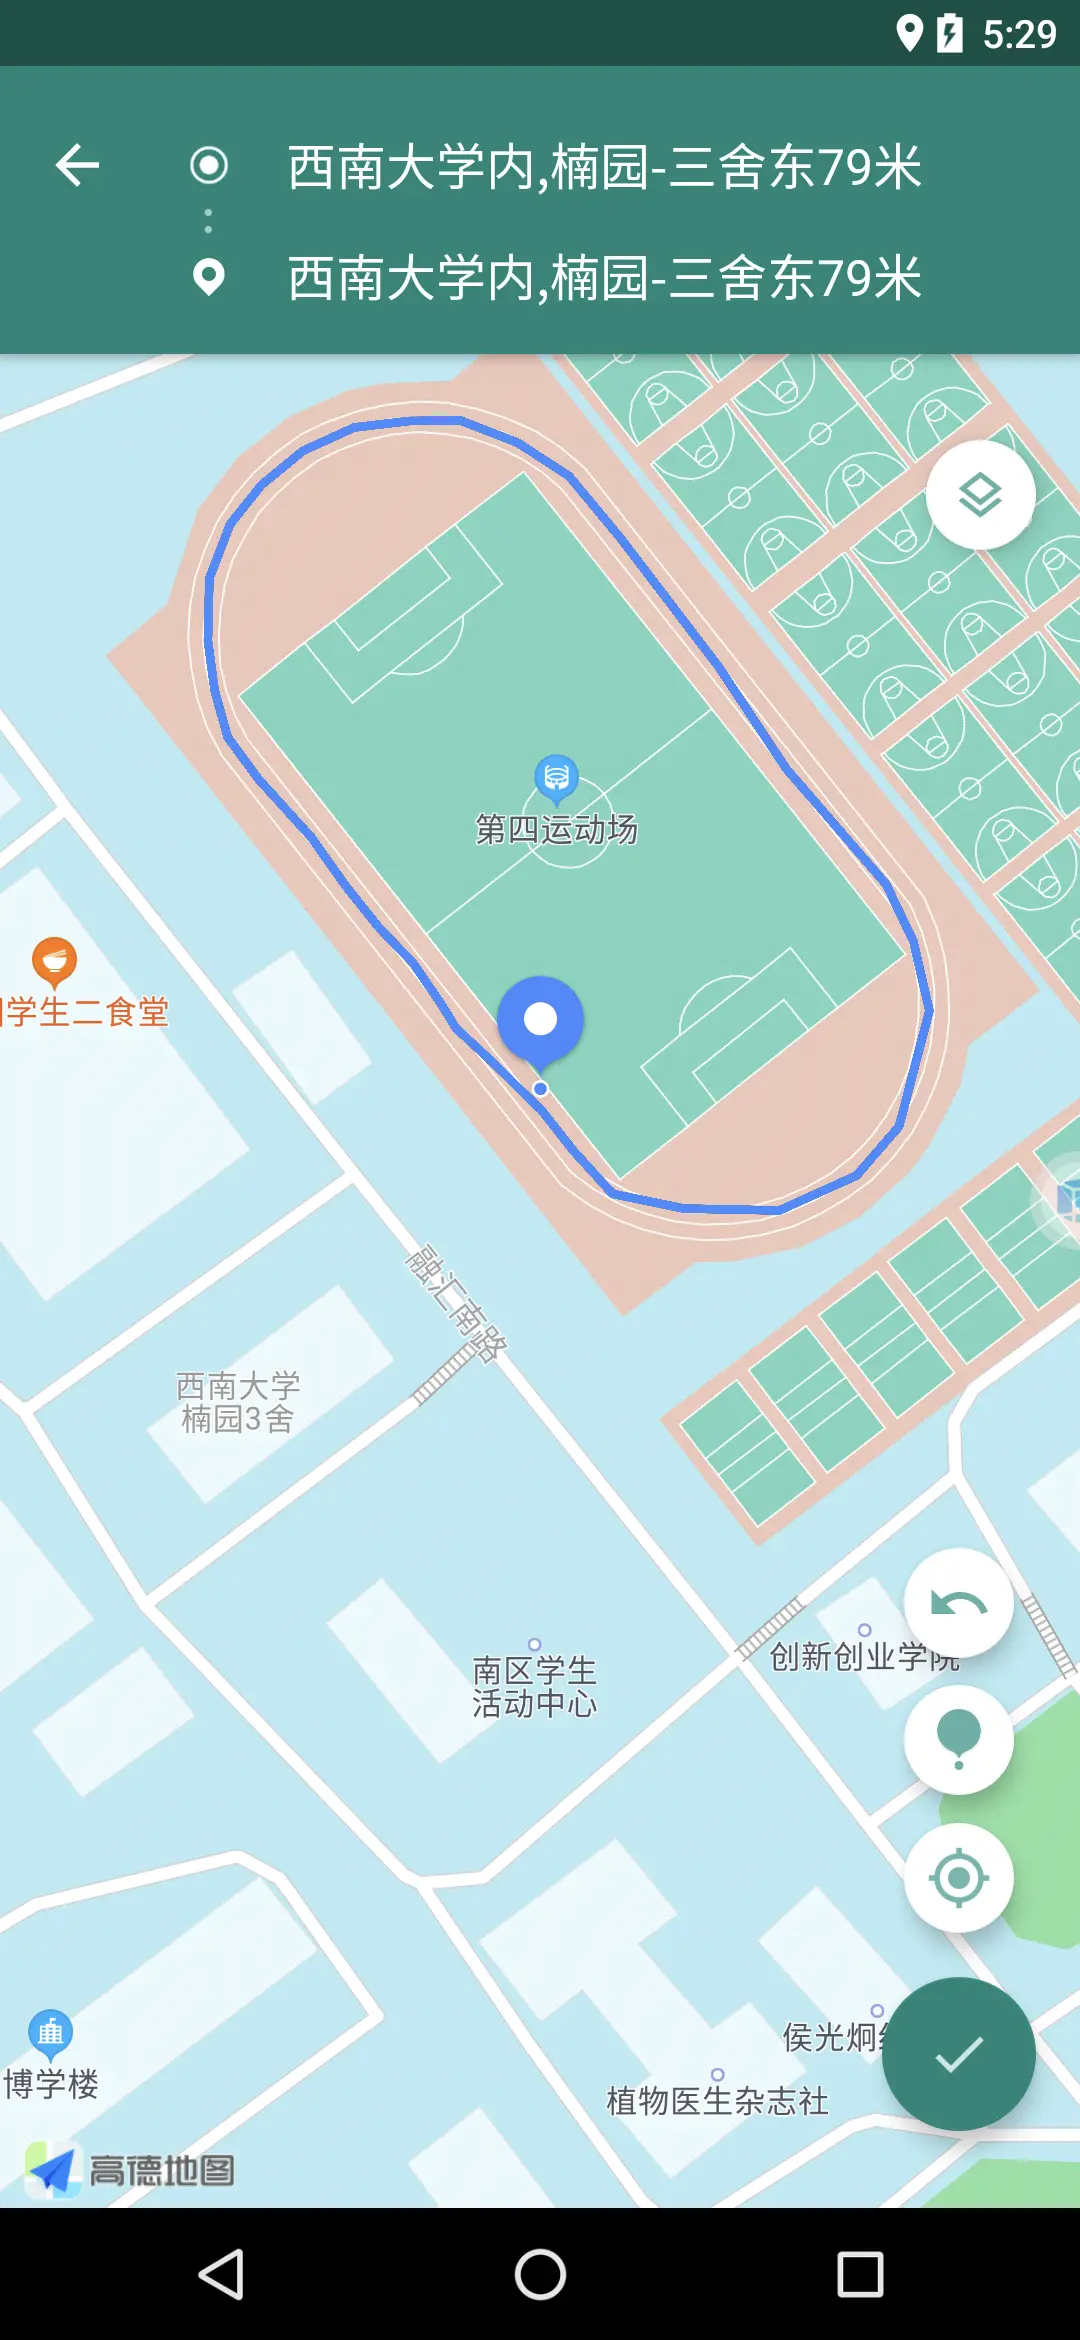 5:29
西南大学内,楠园-三舍东79米
西南大学内,楠园-三舍东79米
第四运动场
学生二食堂
融汇南路
西南大学
楠园3舍
南区学生
活动中心
创新创业学院
侯光炯
植物医生杂志社
博学楼
高德地图